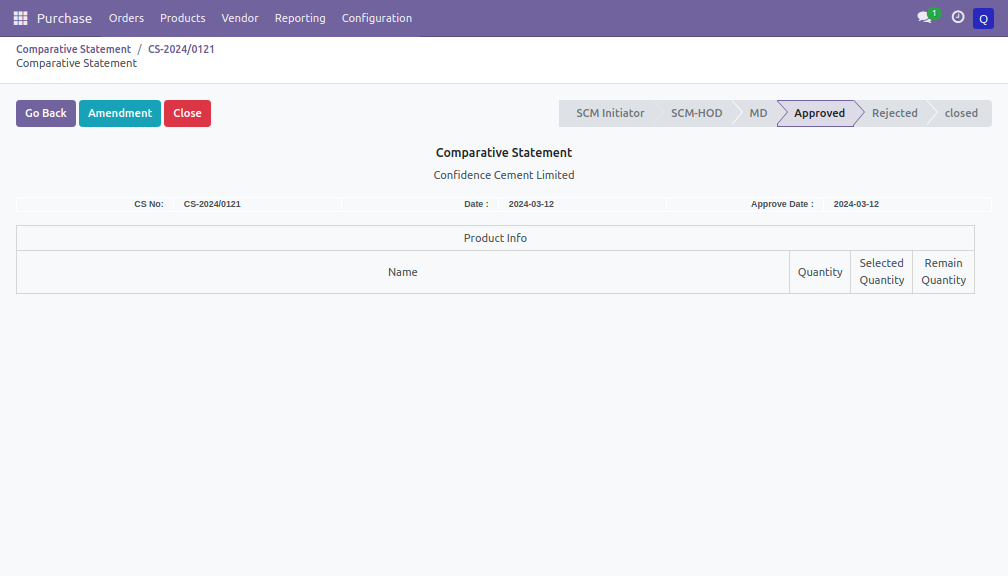 Purchase Orders Products Vendor Reporting Configuration 1 Q
Comparative Statement / CS-2024/0121
Comparative Statement
Go Back Amendment Close SCM Initiator SCM-HOD MD Approved Rejected closed
Comparative Statement
Confidence Cement Limited
CS No: CS-2024/0121 Date : 2024-03-12 Approve Date : 2024-03-12
Product Info
Name Quantity Selected Quantity Remain Quantity